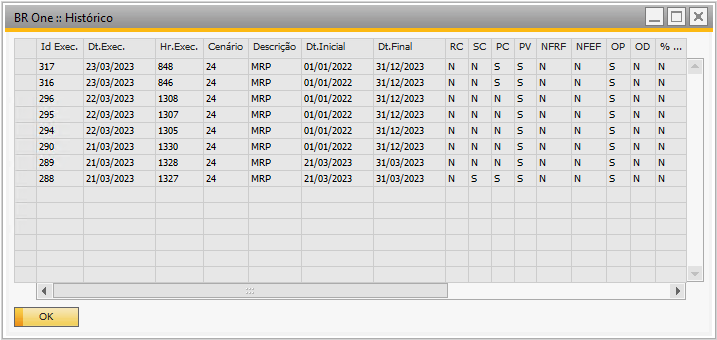 BR One :: Histórico
Id Exec. Dt.Exec. Hr.Exec. Cenário Descrição Dt.Inicial Dt.Final RC SC PC PV NFRF NFEF OP OD % ...
317 23/03/2023 848 24 MRP 01/01/2022 31/12/2023 N N S S N N S N N
316 23/03/2023 846 24 MRP 01/01/2022 31/12/2023 N N S S N N S N N
296 22/03/2023 1308 24 MRP 01/01/2022 31/12/2023 N N N S N N S N N
295 22/03/2023 1307 24 MRP 01/01/2022 31/12/2023 N N N S N N S N N
294 22/03/2023 1305 24 MRP 01/01/2022 31/12/2023 N N N S N N S N N
290 21/03/2023 1330 24 MRP 01/01/2022 31/12/2023 N N N S N N S N N
289 21/03/2023 1328 24 MRP 21/03/2023 31/03/2023 N N N S N N S N N
288 21/03/2023 1327 24 MRP 21/03/2023 31/03/2023 N S S S N N S N N
OK